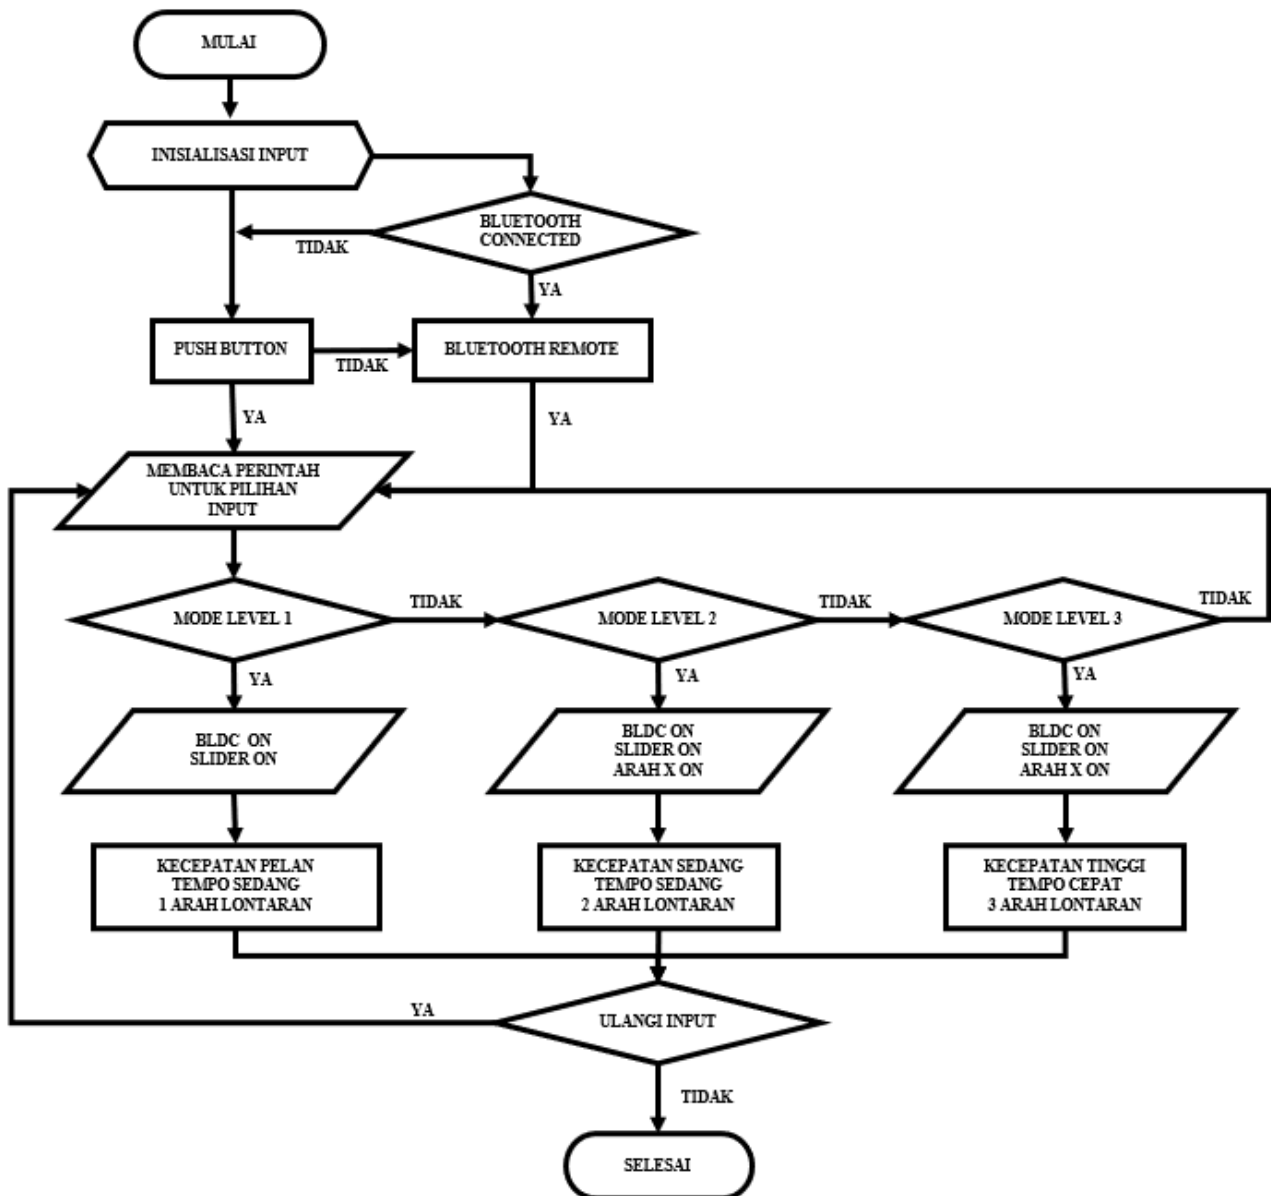 MULAI
INISIALISASI INPUT
BLUETOOTH
CONNECTED
TIDAK
YA
PUSH BUTTON
TIDAK
BLUETOOTH REMOTE
YA
YA
MEMBACA PERINTAH
UNTUK PILIHAN
INPUT
MODE LEVEL 1
TIDAK
MODE LEVEL 2
TIDAK
MODE LEVEL 3
TIDAK
YA
YA
YA
BLDC ON
SLIDER ON
BLDC ON
SLIDER ON
ARAH X ON
BLDC ON
SLIDER ON
ARAH X ON
KECEPATAN PELAN
TEMPO SEDANG
1 ARAH LONTARAN
KECEPATAN SEDANG
TEMPO SEDANG
2 ARAH LONTARAN
KECEPATAN TINGGI
TEMPO CEPAT
3 ARAH LONTARAN
YA
ULANGI INPUT
TIDAK
SELESAI